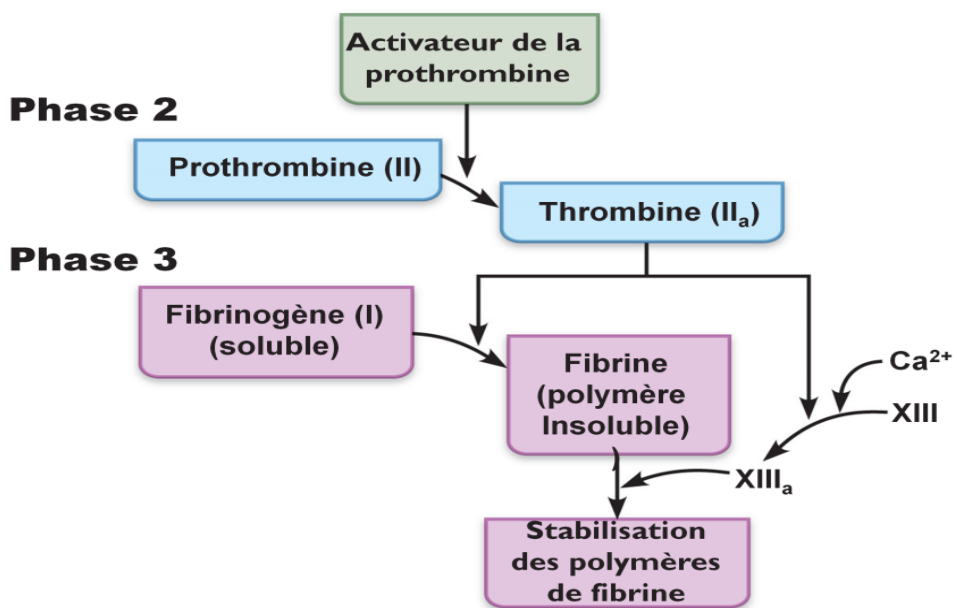 Activateur de la
prothrombine
Phase 2
Prothrombine (II)
Thrombine (IIa)
Phase 3
Fibrinogène (I)
(soluble)
Fibrine
(polymère
Insoluble)
)
Ca²⁺
XIII
XIIIa
Stabilisation
des polymères
de fibrine